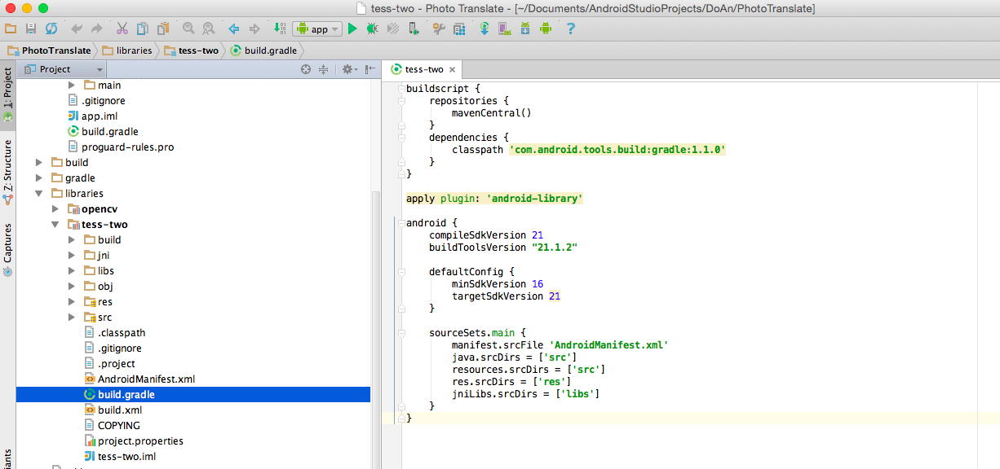 tess-two - Photo Translate - [~/Documents/AndroidStudioProjects/DoAn/PhotoTranslate]
app
PhotoTranslate libraries tess-two build.gradle
1: Project
Z: Structure
Captures
Project
main
.gitignore
app.iml
build.gradle
proguard-rules.pro
build
gradle
libraries
opencv
tess-two
build
jni
libs
obj
res
src
.classpath
.gitignore
.project
AndroidManifest.xml
build.gradle
build.xml
COPYING
project.properties
tess-two.iml
tess-two
buildscript {
    repositories {
        mavenCentral()
    }
    dependencies {
        classpath 'com.android.tools.build:gradle:1.1.0'
    }
}
apply plugin: 'android-library'
android {
    compileSdkVersion 21
    buildToolsVersion "21.1.2"
    defaultConfig {
        minSdkVersion 16
        targetSdkVersion 21
    }
    sourceSets.main {
        manifest.srcFile 'AndroidManifest.xml'
        java.srcDirs = ['src']
        resources.srcDirs = ['src']
        res.srcDirs = ['res']
        jniLibs.srcDirs = ['libs']
    }
}